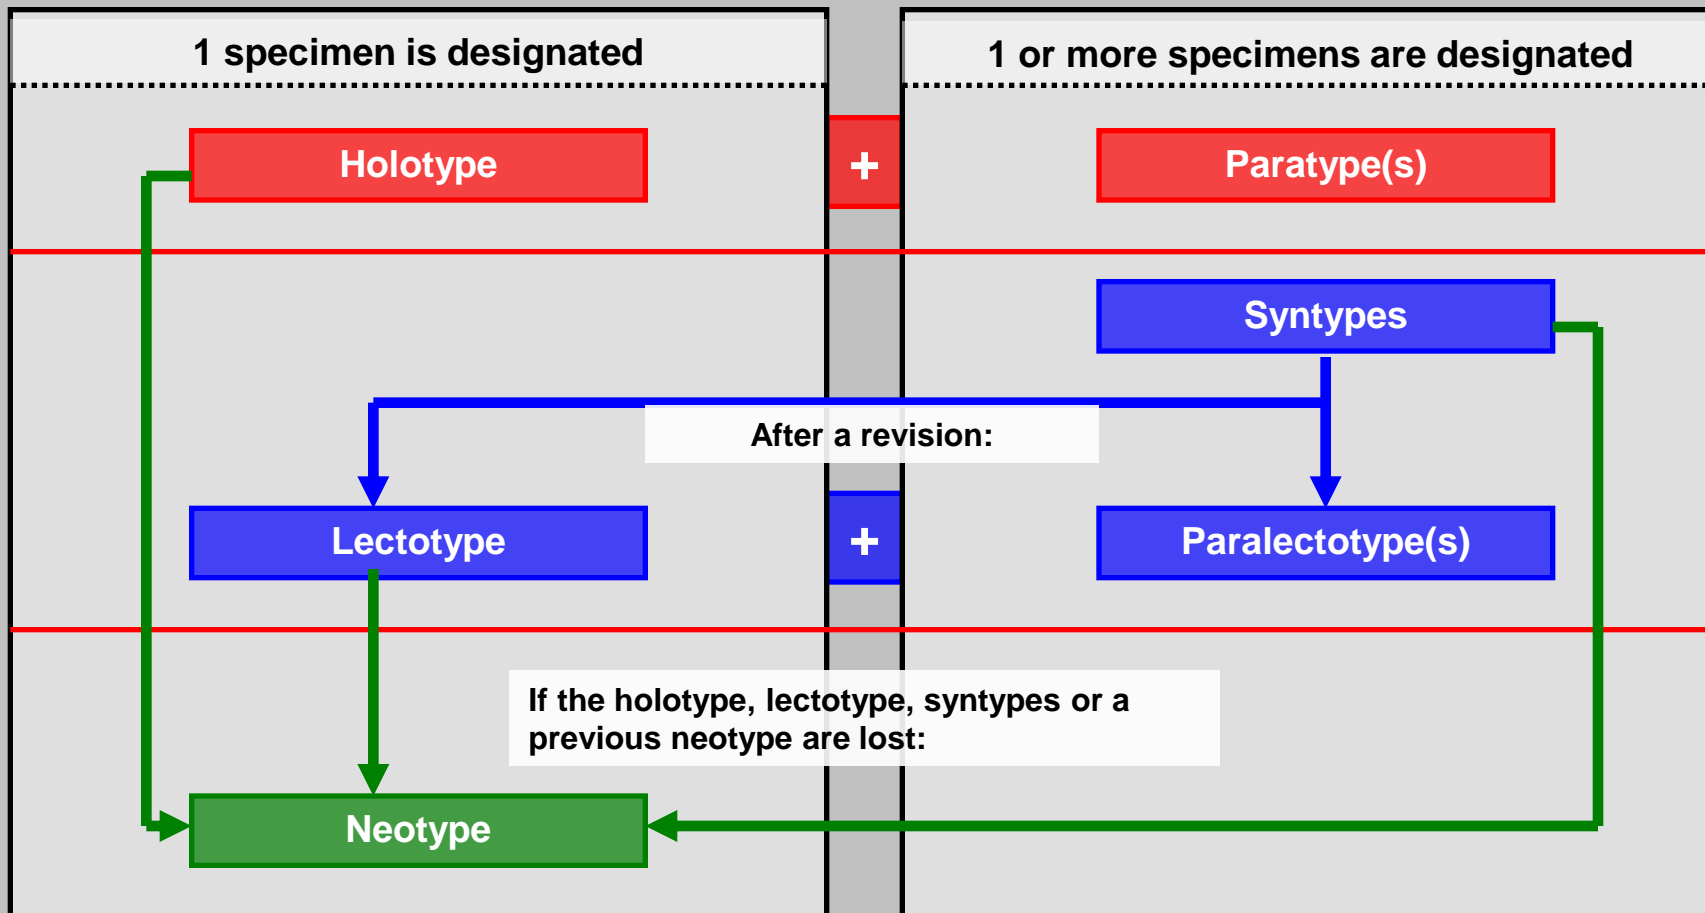 1 specimen is designated
1 or more specimens are designated
Holotype
+
Paratype(s)
Syntypes
After a revision:
Lectotype
+
Paralectotype(s)
If the holotype, lectotype, syntypes or a
previous neotype are lost:
Neotype